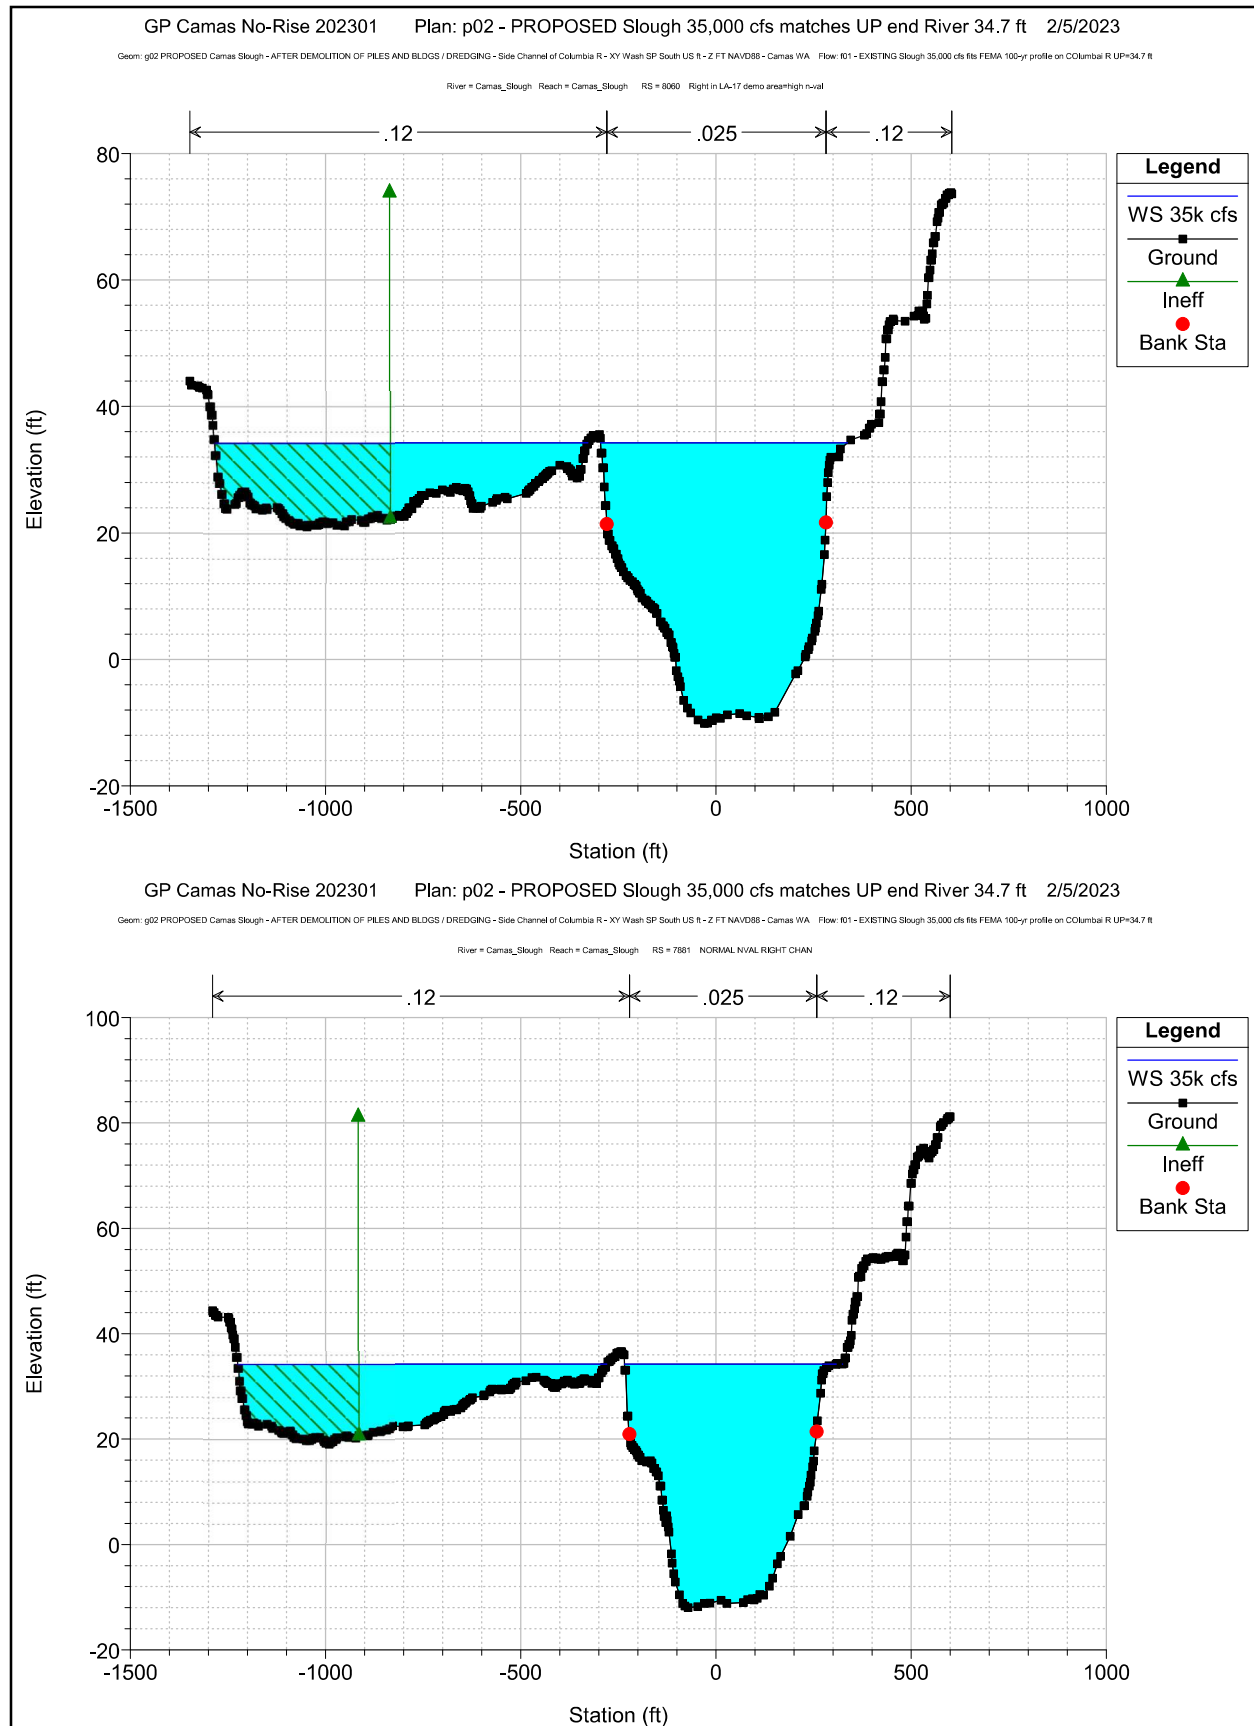 GP Camas No-Rise 202301 Plan: p02 - PROPOSED Slough 35,000 cfs matches UP end River 34.7 ft 2/5/2023
Geom: g02 PROPOSED Camas Slough - AFTER DEMOLITION OF PILES AND BLDGS / DREDGING - Side Channel of Columbia R - XY Wash SP South US ft - Z FT NAVD88 - Camas WA Flow: f01 - EXISTING Slough 35,000 cfs fits FEMA 100-yr profile on COlumbai R UP=34.7 ft
River = Camas_Slough Reach = Camas_Slough RS = 8060 Right in LA-17 demo area=high n-val
.12 .025 .12
80
60
40
20
0
-20
Elevation (ft)
-1500 -1000 -500 0 500 1000
Station (ft)
Legend
WS 35k cfs
Ground
Ineff
Bank Sta
GP Camas No-Rise 202301 Plan: p02 - PROPOSED Slough 35,000 cfs matches UP end River 34.7 ft 2/5/2023
Geom: g02 PROPOSED Camas Slough - AFTER DEMOLITION OF PILES AND BLDGS / DREDGING - Side Channel of Columbia R - XY Wash SP South US ft - Z FT NAVD88 - Camas WA Flow: f01 - EXISTING Slough 35,000 cfs fits FEMA 100-yr profile on COlumbai R UP=34.7 ft
River = Camas_Slough Reach = Camas_Slough RS = 7881 NORMAL NVAL RIGHT CHAN
.12 .025 .12
100
80
60
40
20
0
-20
Elevation (ft)
-1500 -1000 -500 0 500 1000
Station (ft)
Legend
WS 35k cfs
Ground
Ineff
Bank Sta